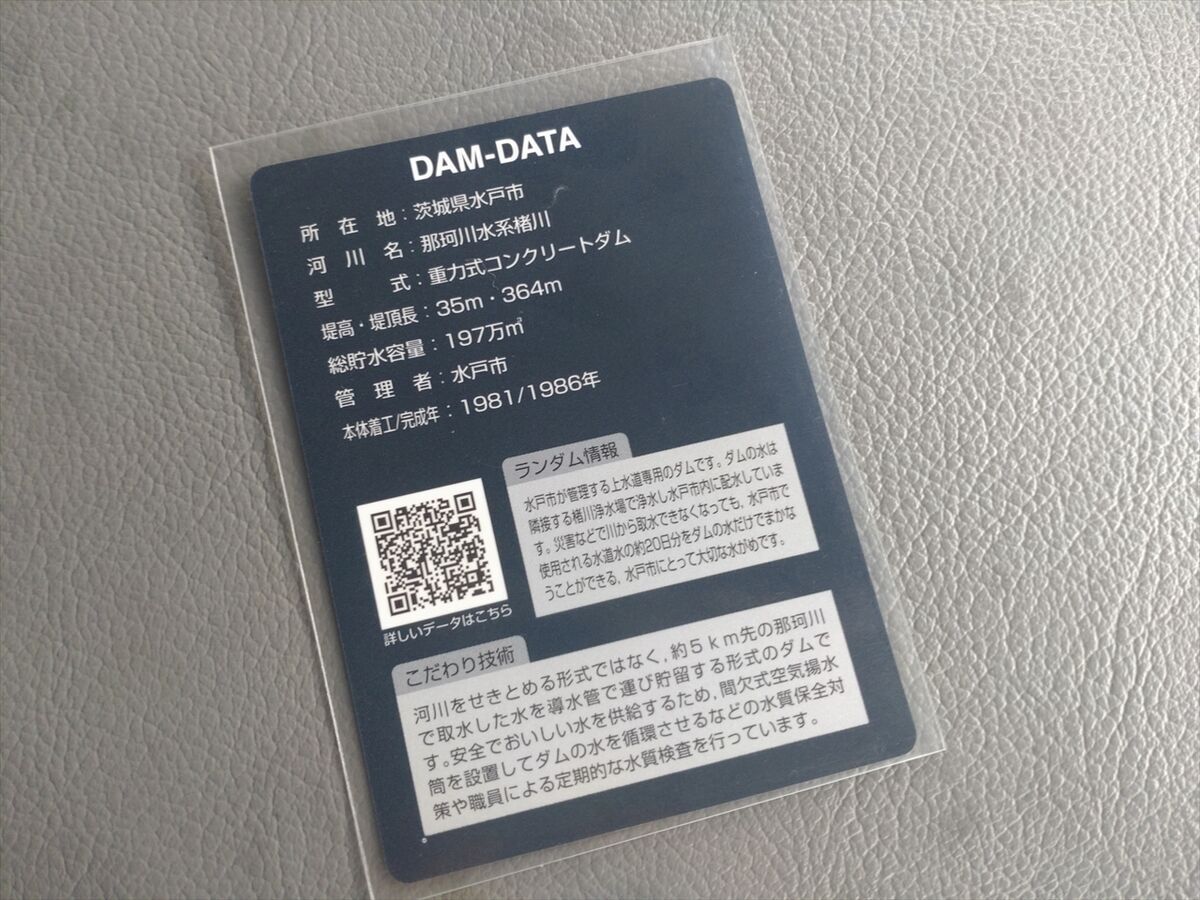 DAM-DATA
所在地：茨城県水戸市
河川名：那珂川水系楮川
型式：重力式コンクリートダム
堤高・堤頂長：35m・364m
総貯水容量：197万㎥
管理者：水戸市
本体着工/完成年：1981/1986年
ランダム情報
水戸市が管理する上水道専用のダムです。ダムの水は
隣接する楮川浄水場で浄水し水戸市内に配水していま
す。災害などで川から取水できなくなっても、水戸市で
使用される水道水の約20日分をダムの水だけでまかな
うことができる、水戸市にとって大切な水がめです。
詳しいデータはこちら
こだわり技術
河川をせきとめる形式ではなく，約５ｋｍ先の那珂川
で取水した水を導水管で運び貯留する形式のダムで
す。安全でおいしい水を供給するため，間欠式空気揚水
筒を設置してダムの水を循環させるなどの水質保全対
策や職員による定期的な水質検査を行っています。